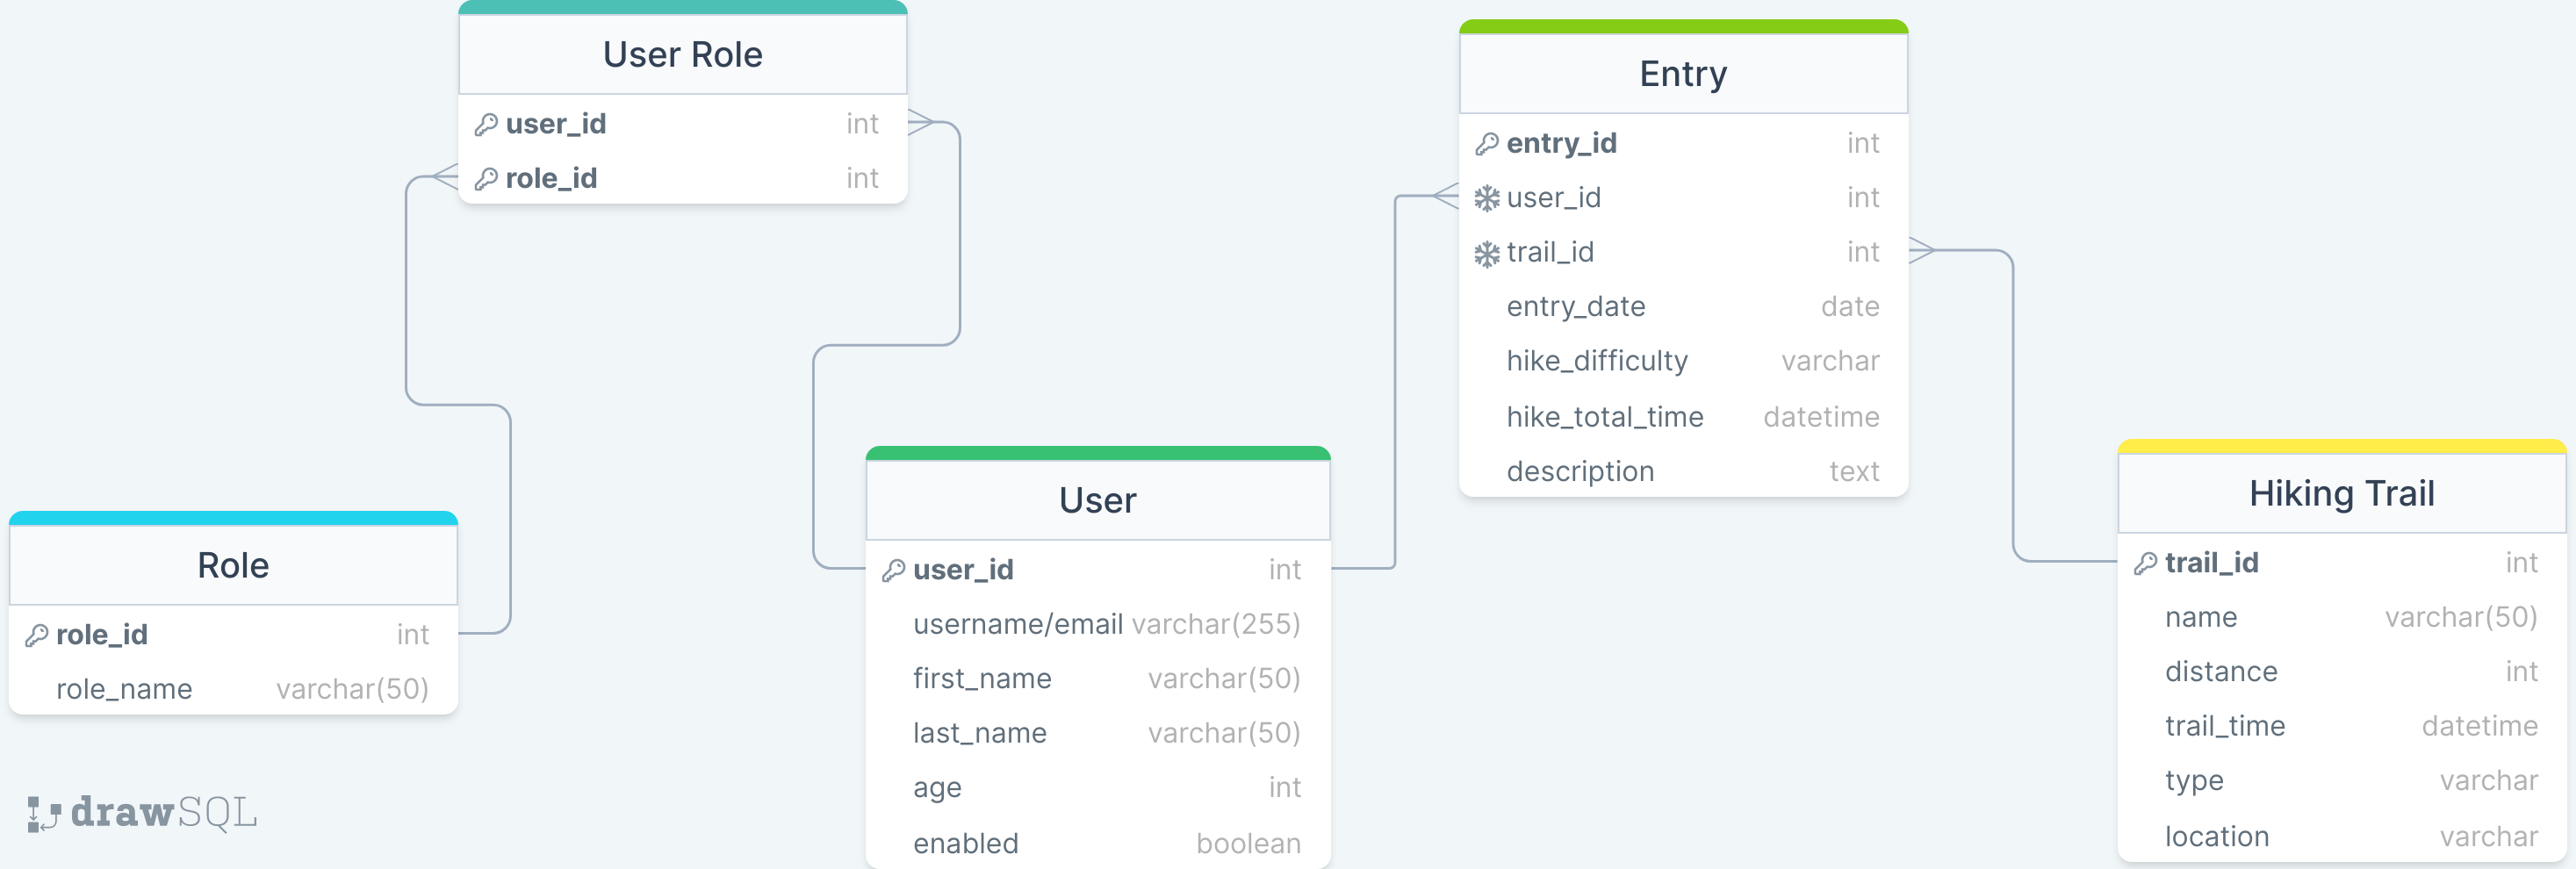 User Role
user_id int
role_id int
Role
role_id int
role_name varchar(50)
User
user_id int
username/email varchar(255)
first_name varchar(50)
last_name varchar(50)
age int
enabled boolean
Entry
entry_id int
user_id int
trail_id int
entry_date date
hike_difficulty varchar
hike_total_time datetime
description text
Hiking Trail
trail_id int
name varchar(50)
distance int
trail_time datetime
type varchar
location varchar
drawSQL